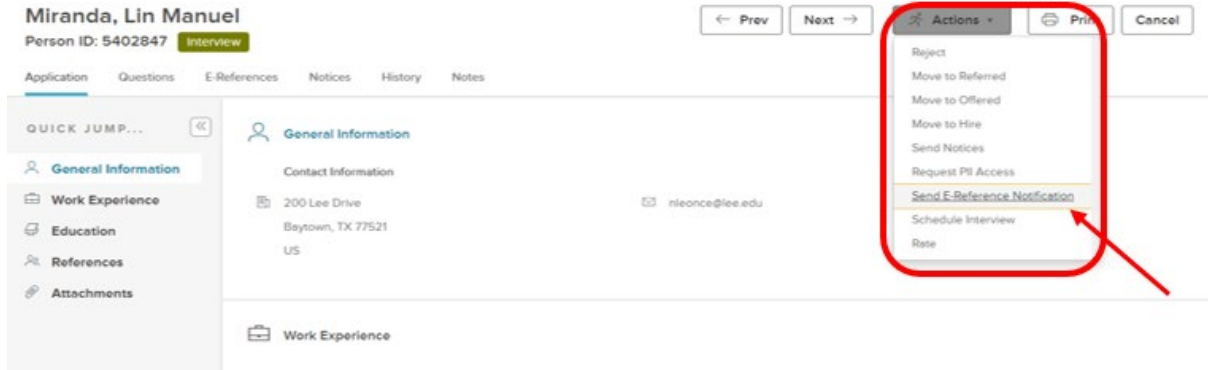 Miranda, Lin Manuel
← Prev Next → Actions Print Cancel
Person ID: 5402847 Interview
Application Questions E-References Notices History Notes
Reject
Move to Referred
Move to Offered
Move to Hire
Send Notices
Request PII Access
Send E-Reference Notification
Schedule Interview
Rate
QUICK JUMP...
General Information
Work Experience
Education
References
Attachments
General Information
Contact Information
200 Lee Drive nleonce@lee.edu
Baytown, TX 77521
US
Work Experience